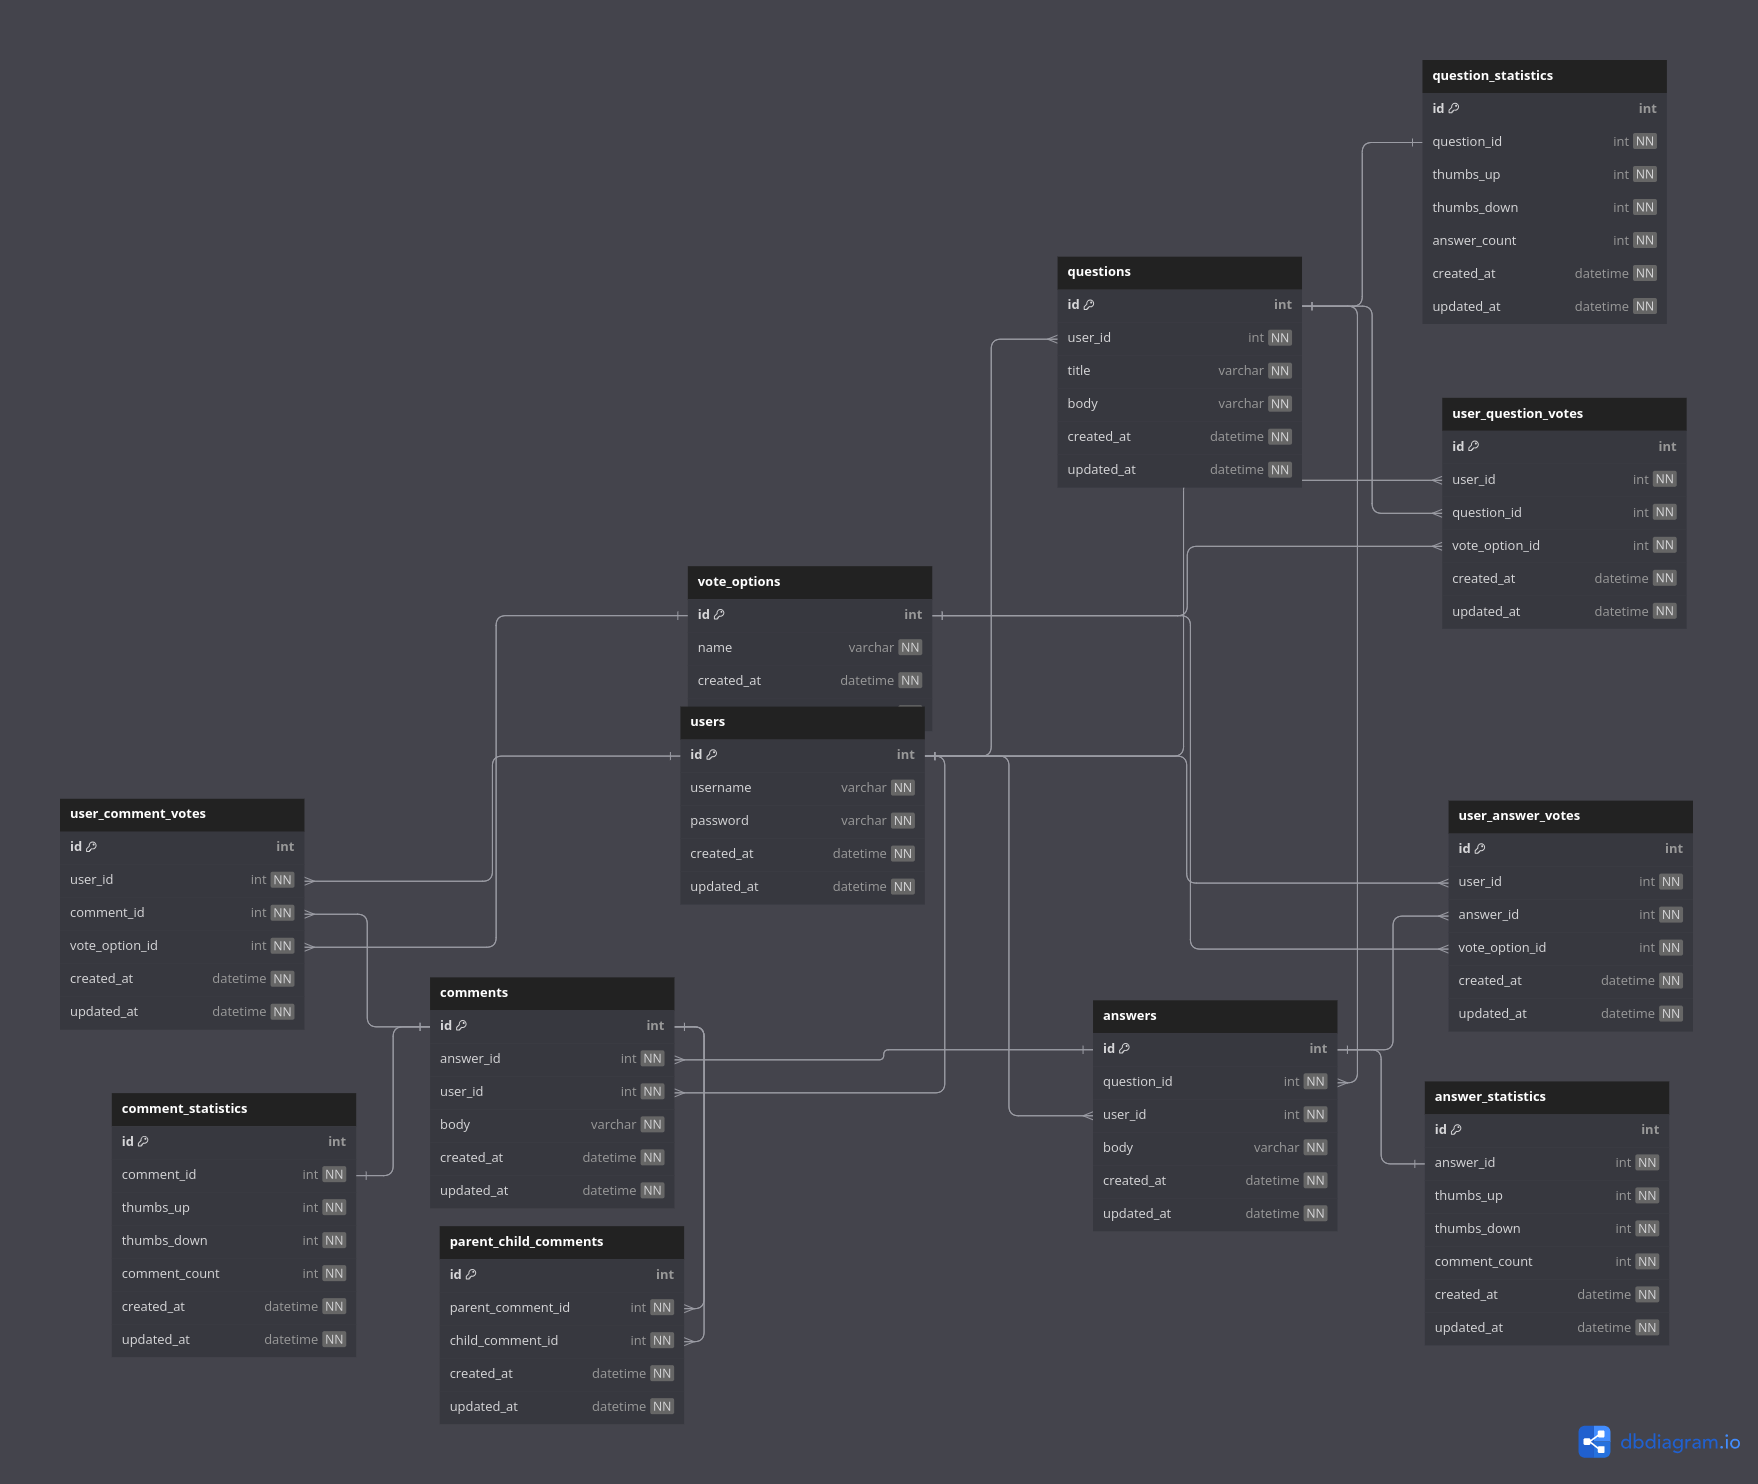 question_statistics
id int
question_id int NN
thumbs_up int NN
thumbs_down int NN
answer_count int NN
created_at datetime NN
updated_at datetime NN
questions
id int
user_id int NN
title varchar NN
body varchar NN
created_at datetime NN
updated_at datetime NN
user_question_votes
id int
user_id int NN
question_id int NN
vote_option_id int NN
created_at datetime NN
updated_at datetime NN
vote_options
id int
name varchar NN
created_at datetime NN
users
id int
username varchar NN
password varchar NN
created_at datetime NN
updated_at datetime NN
user_comment_votes
id int
user_id int NN
comment_id int NN
vote_option_id int NN
created_at datetime NN
updated_at datetime NN
user_answer_votes
id int
user_id int NN
answer_id int NN
vote_option_id int NN
created_at datetime NN
updated_at datetime NN
comments
id int
answer_id int NN
user_id int NN
body varchar NN
created_at datetime NN
updated_at datetime NN
answers
id int
question_id int NN
user_id int NN
body varchar NN
created_at datetime NN
updated_at datetime NN
comment_statistics
id int
comment_id int NN
thumbs_up int NN
thumbs_down int NN
comment_count int NN
created_at datetime NN
updated_at datetime NN
answer_statistics
id int
answer_id int NN
thumbs_up int NN
thumbs_down int NN
comment_count int NN
created_at datetime NN
updated_at datetime NN
parent_child_comments
id int
parent_comment_id int NN
child_comment_id int NN
created_at datetime NN
updated_at datetime NN
dbdiagram.io